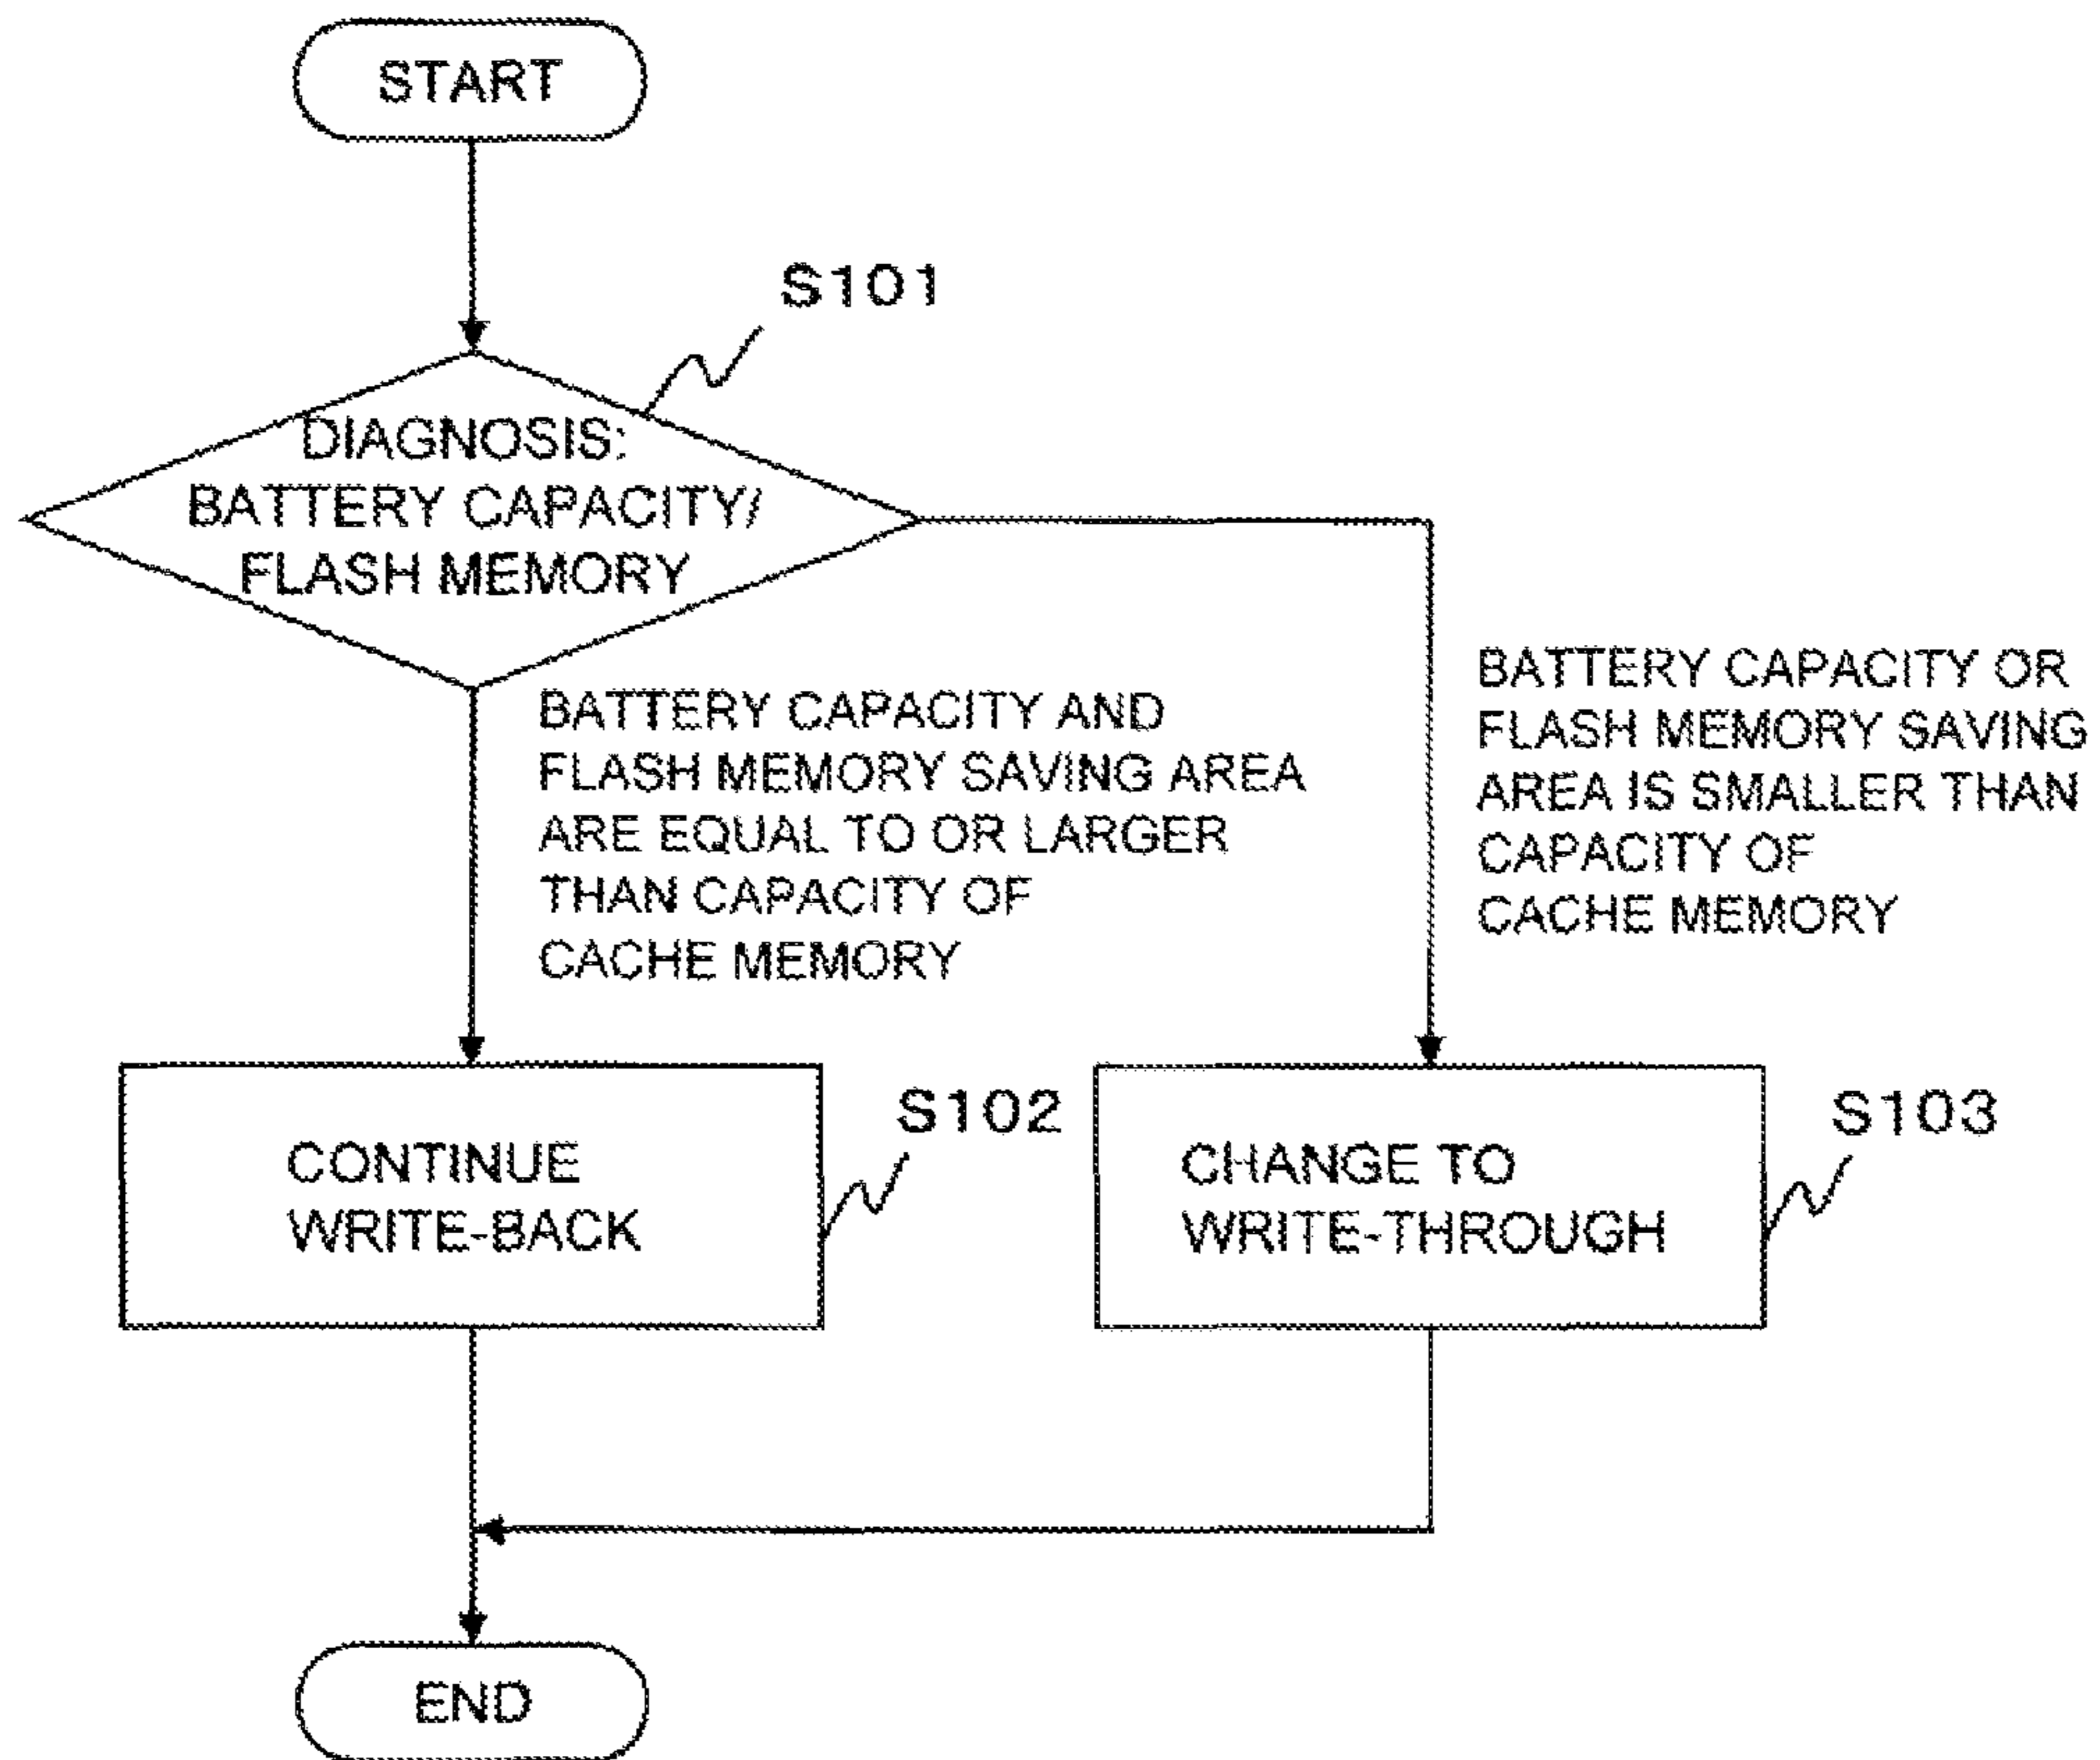 START
S101
DIAGNOSIS:
BATTERY CAPACITY/
FLASH MEMORY
BATTERY CAPACITY AND
FLASH MEMORY SAVING AREA
ARE EQUAL TO OR LARGER
THAN CAPACITY OF
CACHE MEMORY
BATTERY CAPACITY OR
FLASH MEMORY SAVING
AREA IS SMALLER THAN
CAPACITY OF
CACHE MEMORY
CONTINUE
WRITE-BACK
S102
CHANGE TO
WRITE-THROUGH
S103
END